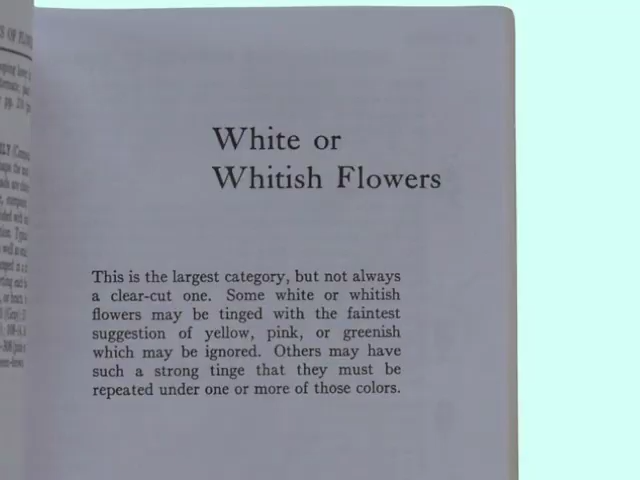 White or
Whitish Flowers
This is the largest category, but not always
a clear-cut one. Some white or whitish
flowers may be tinged with the faintest
suggestion of yellow, pink, or greenish
which may be ignored. Others may have
such a strong tinge that they must be
repeated under one or more of those colors.